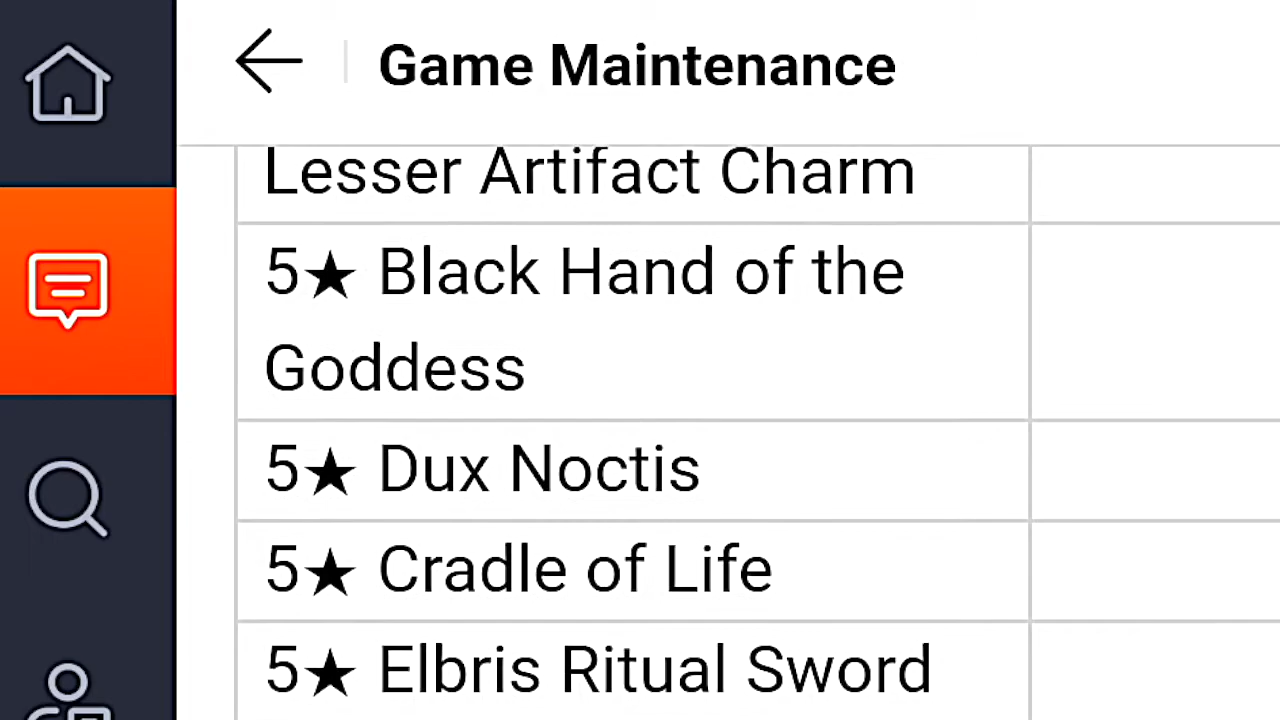 Game Maintenance
Lesser Artifact Charm
5★ Black Hand of the
Goddess
5★ Dux Noctis
5★ Cradle of Life
5★ Elbris Ritual Sword